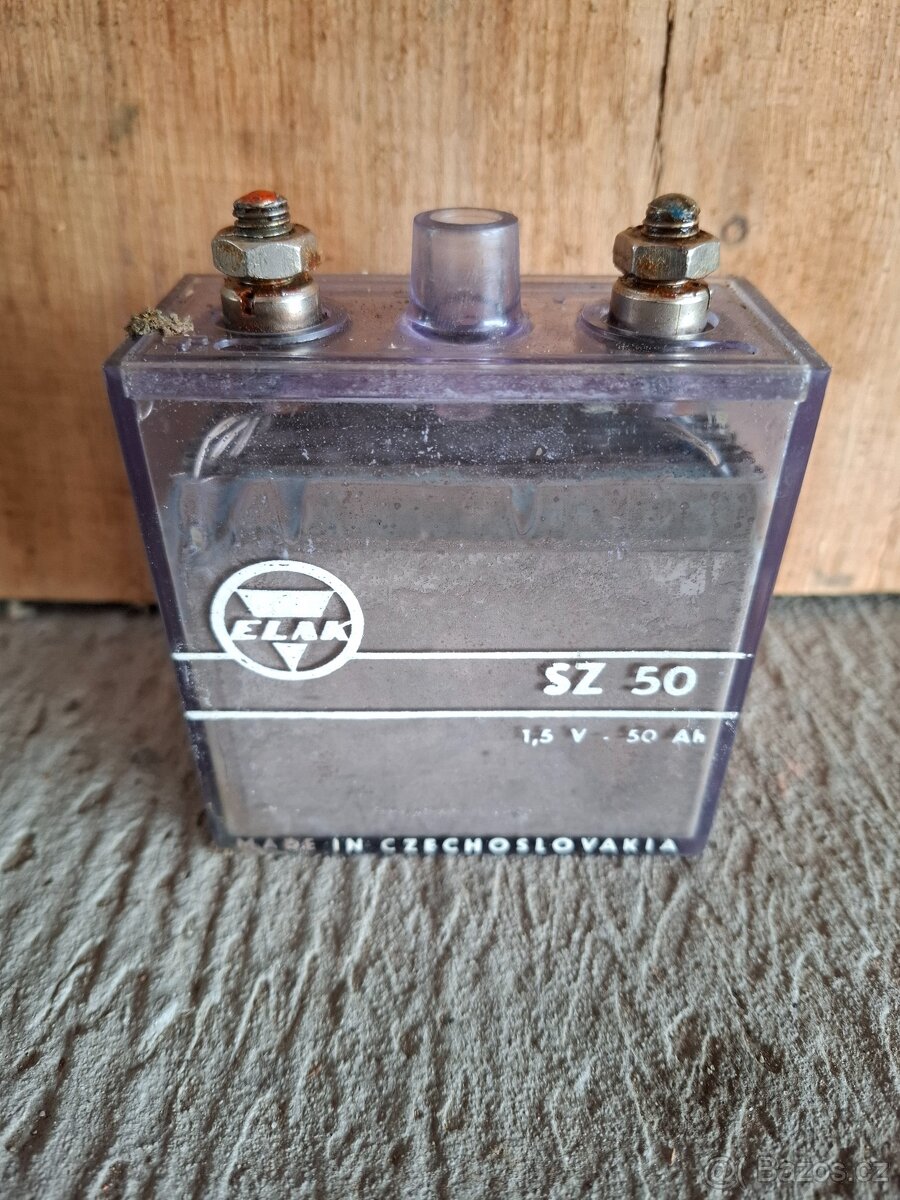 ELAK
SZ 50
1,5 V - 50 Ah
MADE IN CZECHOSLOVAKIA
Bazos.cz